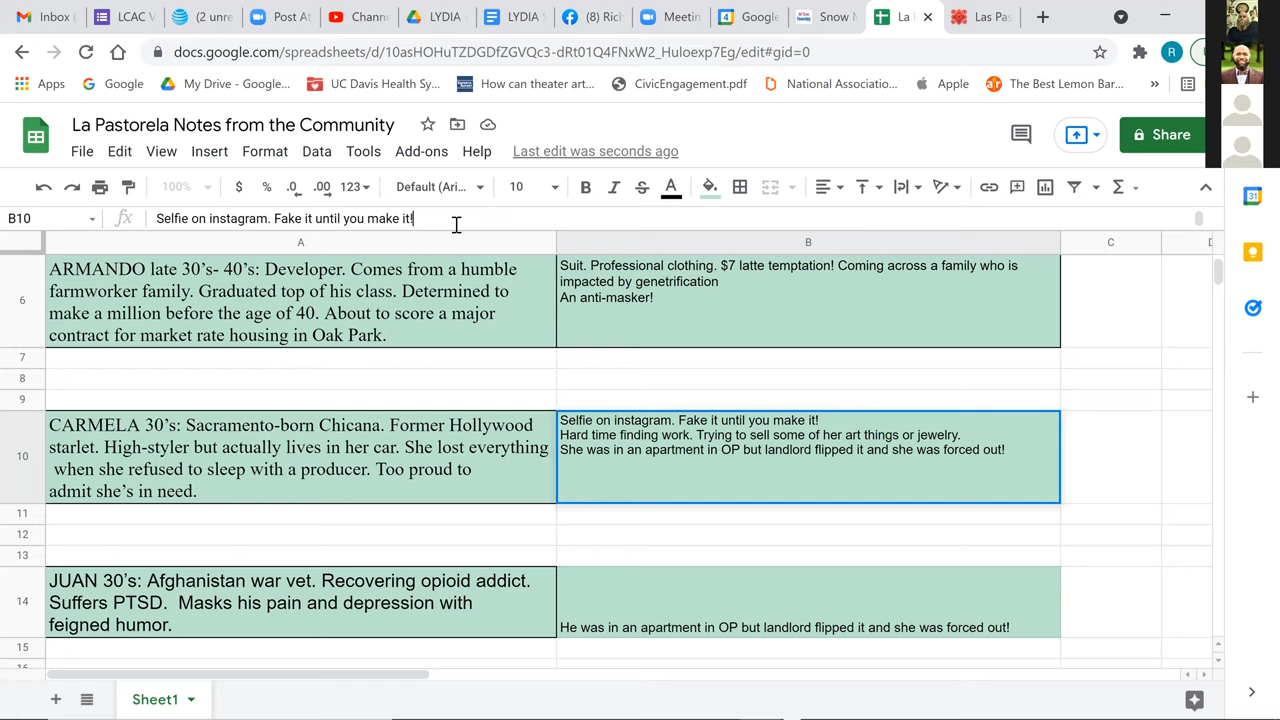 Inbox (
LCAC V
(2 unre
Post At
Chann
LYDIA
LYDI
(8) Rich
Meetin
Google
Snow M
La I
Las Pas
docs.google.com/spreadsheets/d/10asHOHuTZDGDfZGVQc3-dRt01Q4FNxW2_Huloexp7Eg/edit#gid=0
R
Apps
Google
My Drive - Google...
UC Davis Health Sy...
How can theater art...
CivicEngagement.pdf
National Associatio...
Apple
The Best Lemon Bar...
La Pastorela Notes from the Community
File Edit View Insert Format Data Tools Add-ons Help Last edit was seconds ago
Share
100% $ % .0 .00 123 Default (Ari... 10 B I S A
B10 fx Selfie on instagram. Fake it until you make it!
A B C D
6
ARMANDO late 30's- 40's: Developer. Comes from a humble
farmworker family. Graduated top of his class. Determined to
make a million before the age of 40. About to score a major
contract for market rate housing in Oak Park.
Suit. Professional clothing. $7 latte temptation! Coming across a family who is
impacted by genetrification
An anti-masker!
7
8
9
10
CARMELA 30's: Sacramento-born Chicana. Former Hollywood
starlet. High-styler but actually lives in her car. She lost everything
when she refused to sleep with a producer. Too proud to
admit she's in need.
Selfie on instagram. Fake it until you make it!
Hard time finding work. Trying to sell some of her art things or jewelry.
She was in an apartment in OP but landlord flipped it and she was forced out!
11
12
13
14
JUAN 30's: Afghanistan war vet. Recovering opioid addict.
Suffers PTSD. Masks his pain and depression with
feigned humor.
He was in an apartment in OP but landlord flipped it and she was forced out!
15
Sheet1